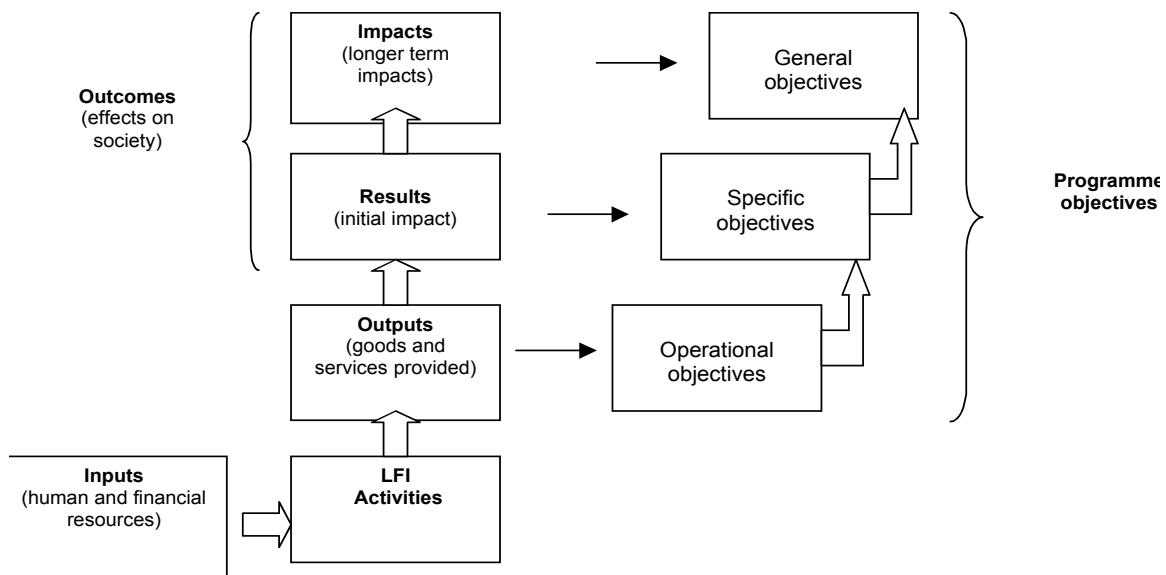 Impacts
(longer term
impacts)
General
objectives
Outcomes
(effects on
society)
Results
(initial impact)
Specific
objectives
Programme
objectives
Outputs
(goods and
services provided)
Operational
objectives
Inputs
(human and financial
resources)
LFI
Activities